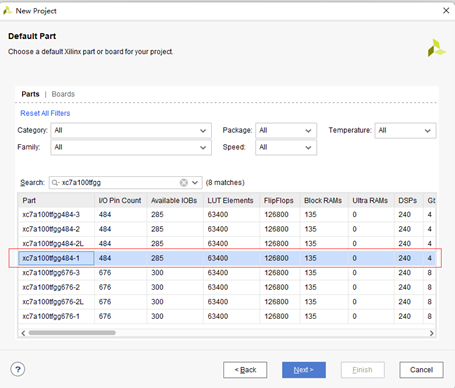 New Project
Default Part
Choose a default Xilinx part or board for your project.
Parts | Boards
Reset All Filters
Category: All Package: All Temperature: All
Family: All Speed: All
Search: xc7a100tfgg (8 matches)
Part I/O Pin Count Available IOBs LUT Elements FlipFlops Block RAMs Ultra RAMs DSPs Gt
xc7a100tfgg484-3 484 285 63400 126800 135 0 240 4
xc7a100tfgg484-2 484 285 63400 126800 135 0 240 4
xc7a100tfgg484-2L 484 285 63400 126800 135 0 240 4
xc7a100tfgg484-1 484 285 63400 126800 135 0 240 4
xc7a100tfgg676-3 676 300 63400 126800 135 0 240 8
xc7a100tfgg676-2 676 300 63400 126800 135 0 240 8
xc7a100tfgg676-2L 676 300 63400 126800 135 0 240 8
xc7a100tfgg676-1 676 300 63400 126800 135 0 240 8
? < Back Next > Finish Cancel